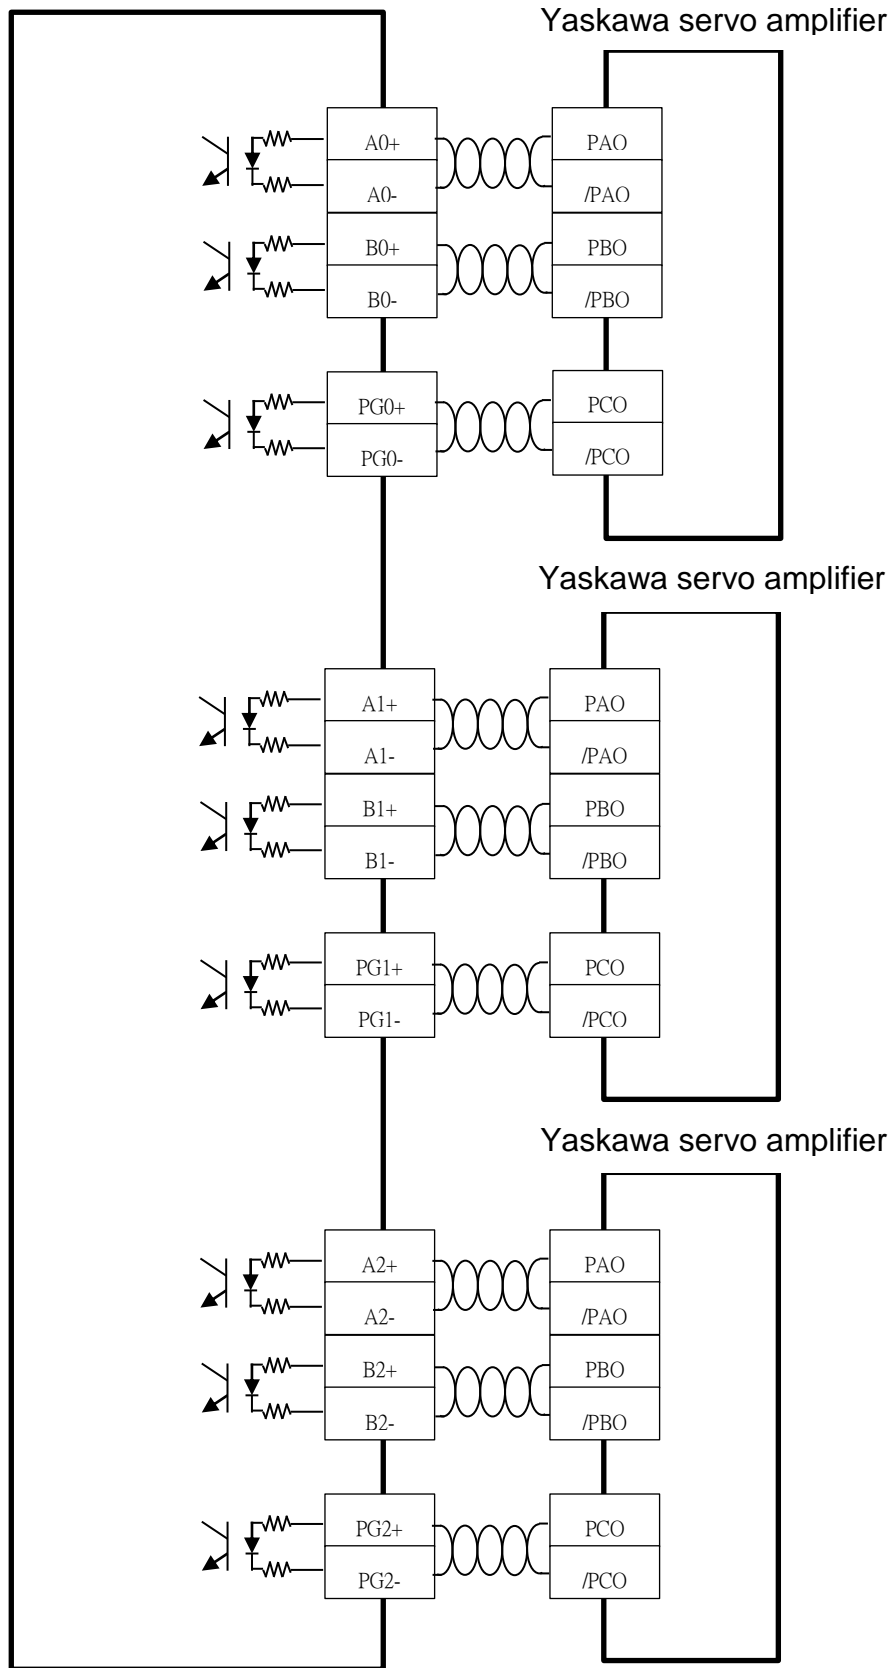 Yaskawa servo amplifier
A0+ PAO
A0- /PAO
B0+ PBO
B0- /PBO
PG0+ PCO
PG0- /PCO
Yaskawa servo amplifier
A1+ PAO
A1- /PAO
B1+ PBO
B1- /PBO
PG1+ PCO
PG1- /PCO
Yaskawa servo amplifier
A2+ PAO
A2- /PAO
B2+ PBO
B2- /PBO
PG2+ PCO
PG2- /PCO